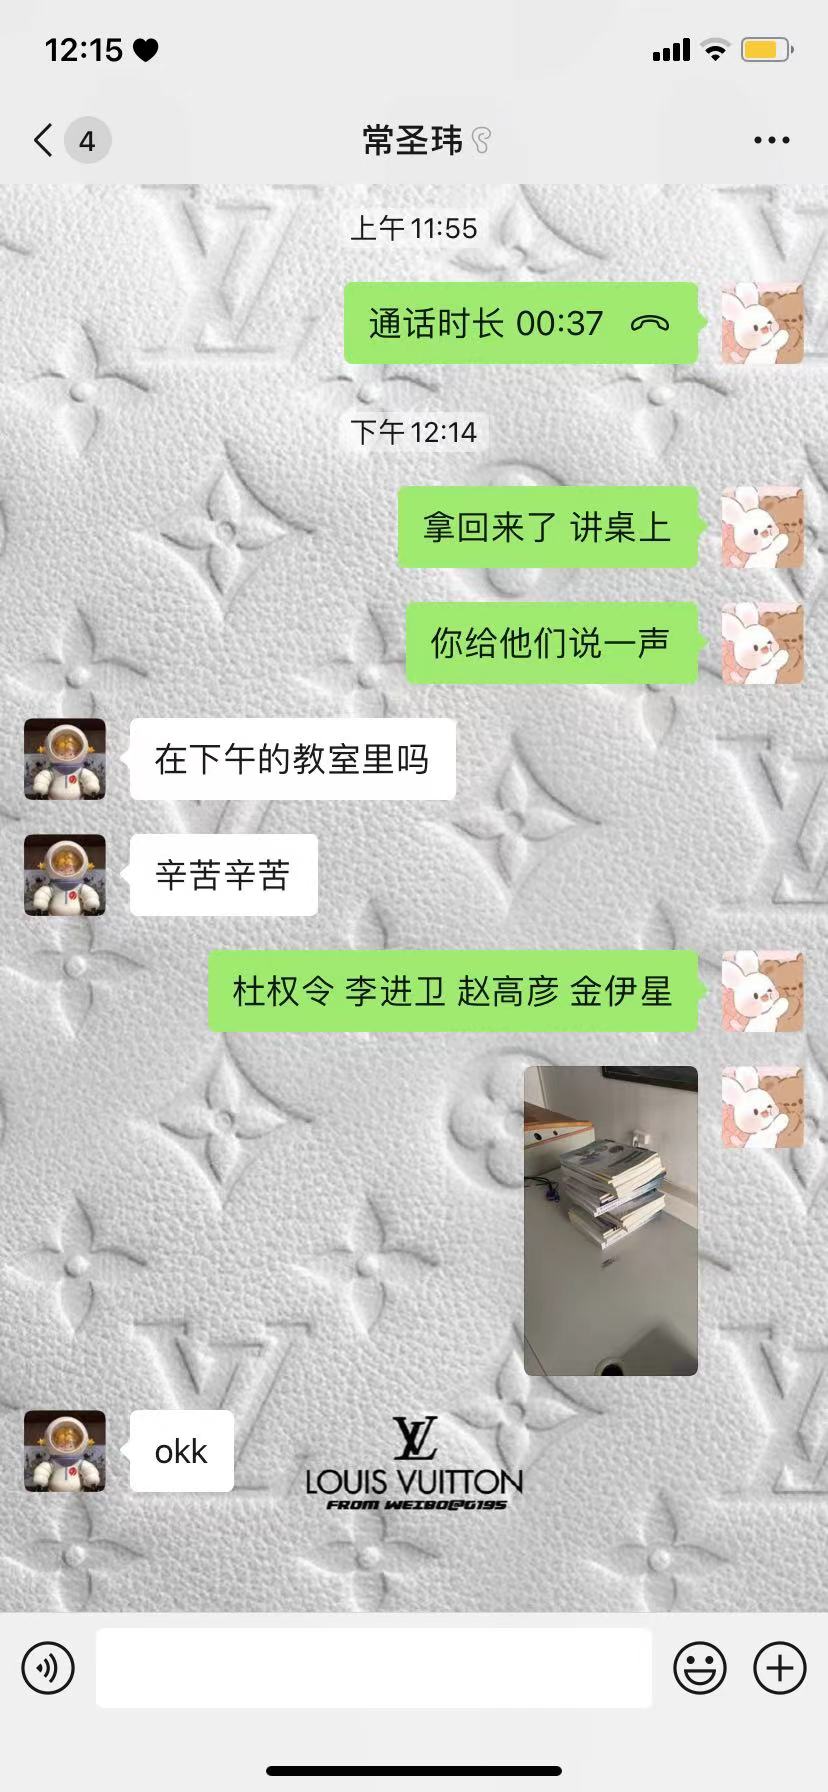 12:15
4
常圣玮
上午11:55
通话时长 00:37
下午12:14
拿回来了 讲桌上
你给他们说一声
在下午的教室里吗
辛苦辛苦
杜权令 李进卫 赵高彦 金伊星
okk
LV
LOUIS VUITTON
FROM WEIBO@G195